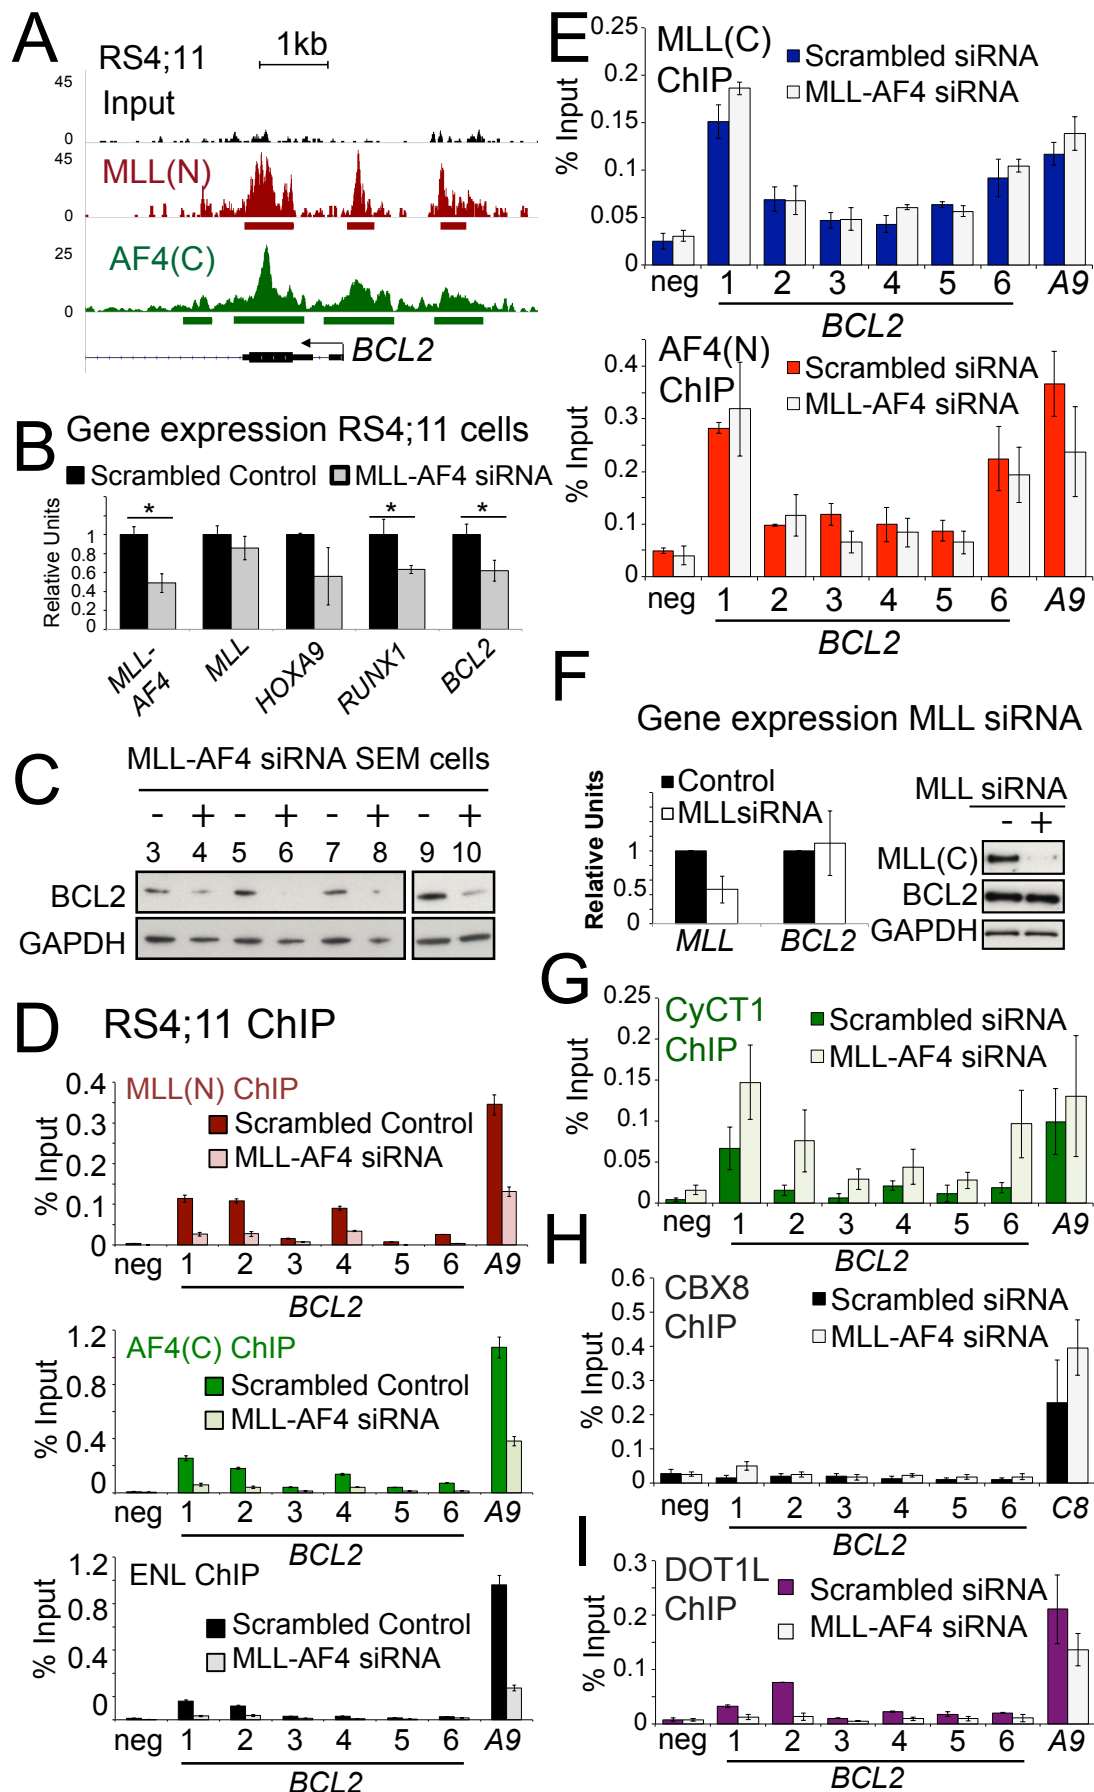 A
RS4;11
1kb
45
Input
0
45
MLL(N)
0
25
AF4(C)
0
BCL2
B
Gene expression RS4;11 cells
Scrambled Control
MLL-AF4 siRNA
Relative Units
1
0.8
0.6
0.4
0.2
0
*
*
*
MLL-
AF4
MLL
HOXA9
RUNX1
BCL2
C
MLL-AF4 siRNA SEM cells
- + - + - + - +
3 4 5 6 7 8 9 10
BCL2
GAPDH
D
RS4;11 ChIP
MLL(N) ChIP
Scrambled Control
MLL-AF4 siRNA
% Input
0.4
0.3
0.2
0.1
0
neg 1 2 3 4 5 6 A9
BCL2
AF4(C) ChIP
Scrambled Control
MLL-AF4 siRNA
% Input
1.2
0.8
0.4
0
neg 1 2 3 4 5 6 A9
BCL2
ENL ChIP
Scrambled Control
MLL-AF4 siRNA
% Input
1.2
0.8
0.4
0
neg 1 2 3 4 5 6 A9
BCL2
E
MLL(C)
ChIP
Scrambled siRNA
MLL-AF4 siRNA
% Input
0.25
0.2
0.15
0.1
0.05
0
neg 1 2 3 4 5 6 A9
BCL2
AF4(N)
ChIP
Scrambled siRNA
MLL-AF4 siRNA
% Input
0.4
0.3
0.2
0.1
0
neg 1 2 3 4 5 6 A9
BCL2
F
Gene expression MLL siRNA
Control
MLLsiRNA
Relative Units
1
0.5
0
MLL BCL2
MLL siRNA
- +
MLL(C)
BCL2
GAPDH
G
CyCT1
ChIP
Scrambled siRNA
MLL-AF4 siRNA
% Input
0.25
0.2
0.15
0.1
0.05
0
neg 1 2 3 4 5 6 A9
BCL2
H
CBX8
ChIP
Scrambled siRNA
MLL-AF4 siRNA
% Input
0.6
0.5
0.4
0.3
0.2
0.1
0
neg 1 2 3 4 5 6 C8
BCL2
I
DOT1L
ChIP
Scrambled siRNA
MLL-AF4 siRNA
% Input
0.3
0.2
0.1
0
neg 1 2 3 4 5 6 A9
BCL2